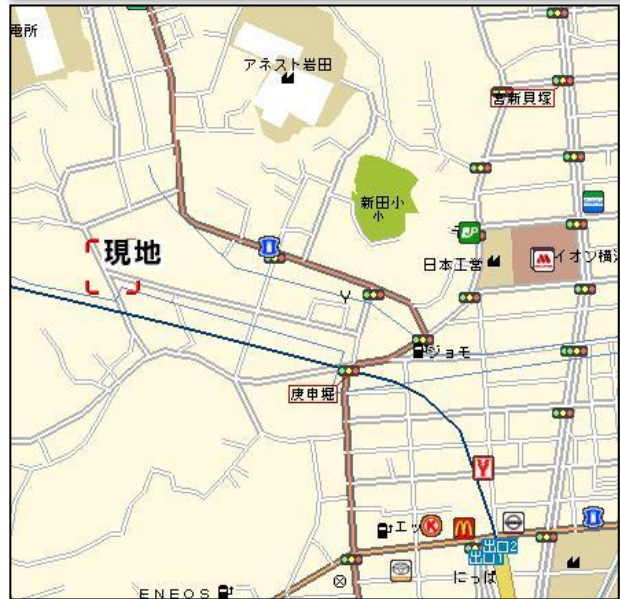 電所
アネスト岩田
宮新貝塚
新田小
小
現地
日本工営
イオン横浜
ジョモ
庚申堀
Y
エッ
K
M
出口2
出口1
にっぱ
ENEOS